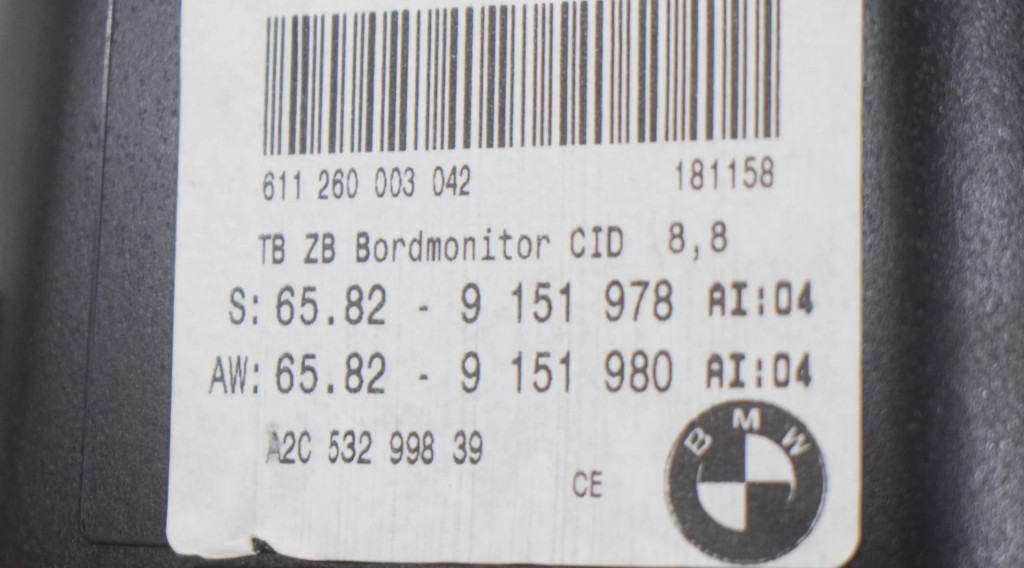 611 260 003 042 181158
TB ZB Bordmonitor CID 8,8
S: 65.82 - 9 151 978 AI:04
AW: 65.82 - 9 151 980 AI:04
A2C 532 998 39
CE
BMW